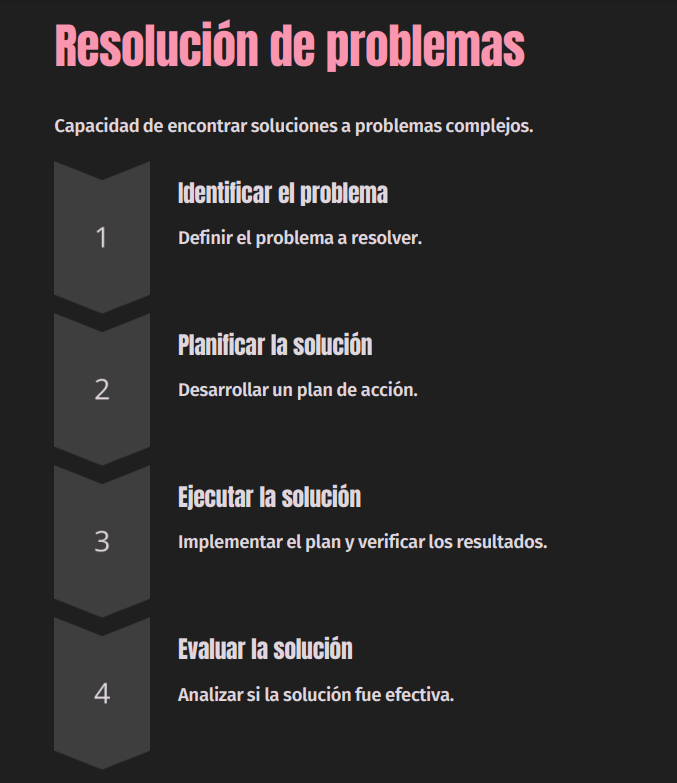 Resolución de problemas
Capacidad de encontrar soluciones a problemas complejos.
1
Identificar el problema
Definir el problema a resolver.
2
Planificar la solución
Desarrollar un plan de acción.
3
Ejecutar la solución
Implementar el plan y verificar los resultados.
4
Evaluar la solución
Analizar si la solución fue efectiva.